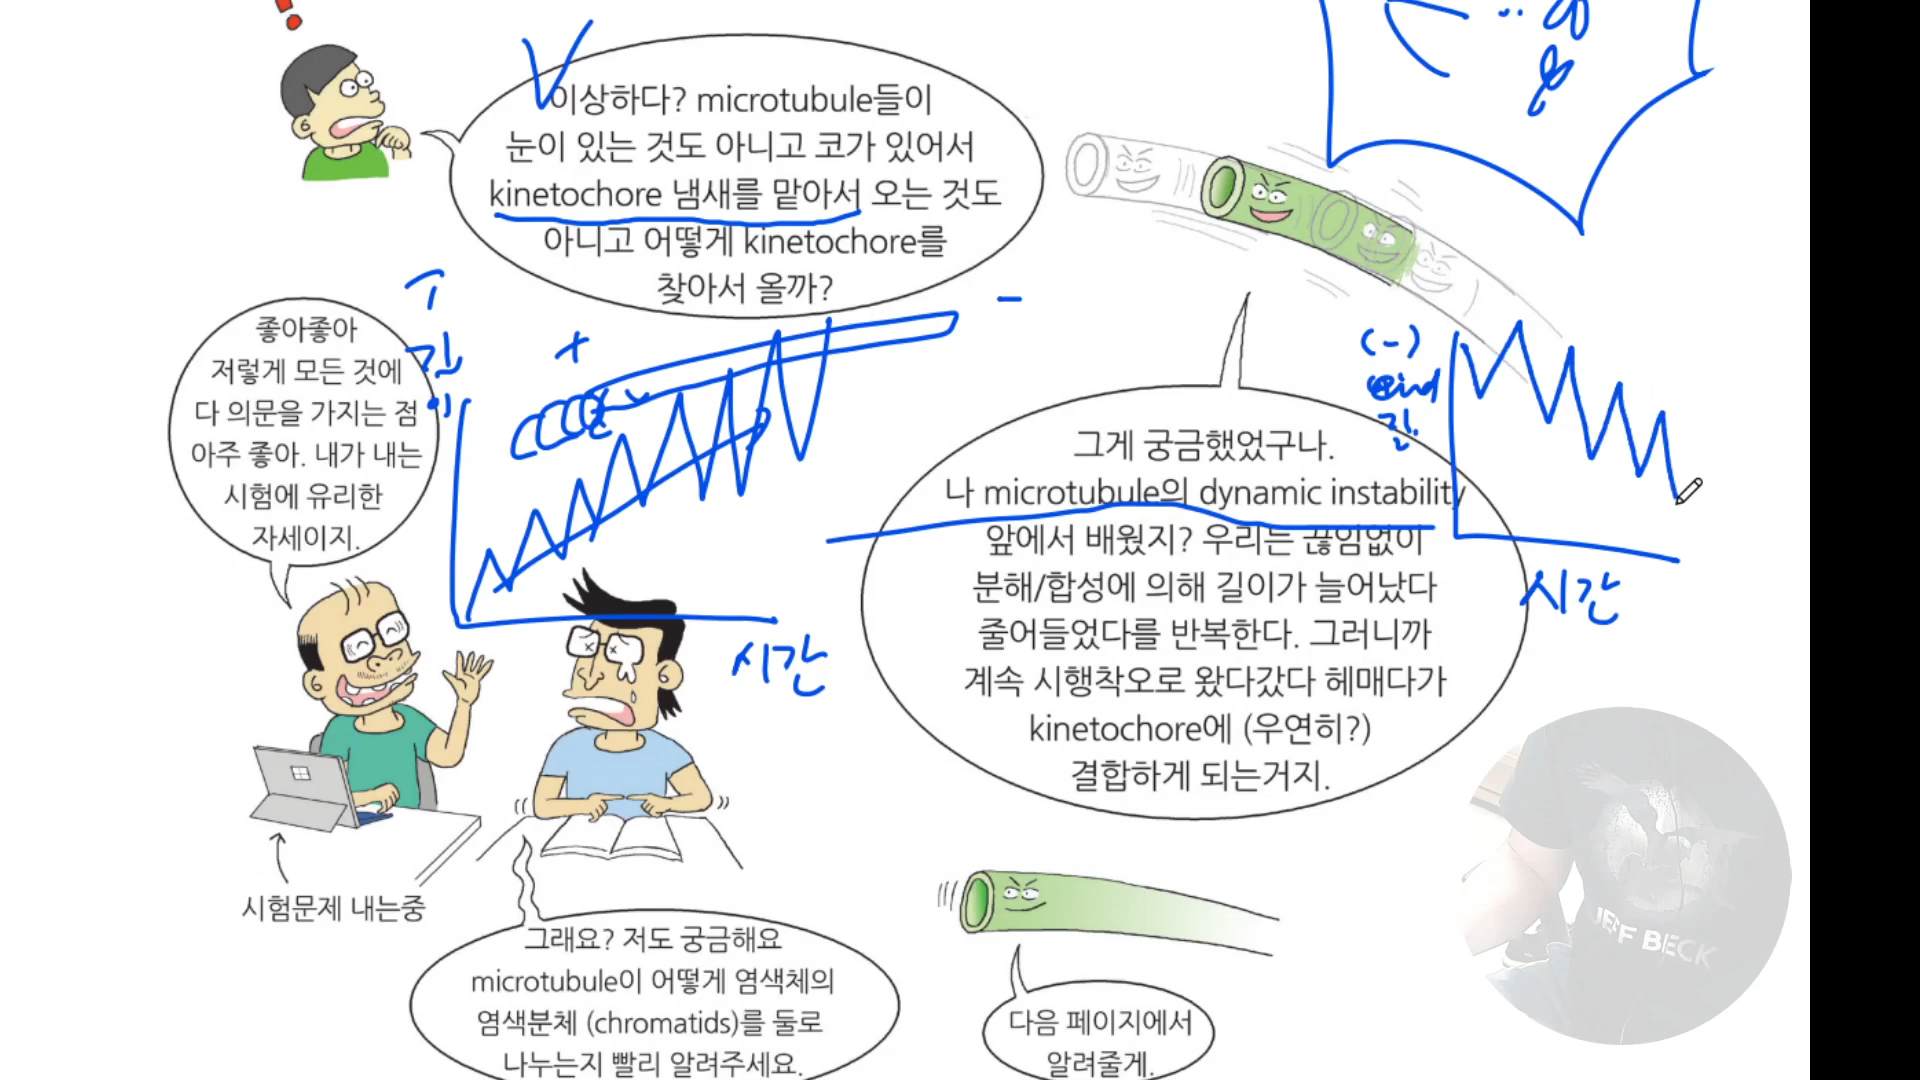 이상하다? microtubule들이
눈이 있는 것도 아니고 코가 있어서
kinetochore 냄새를 맡아서 오는 것도
아니고 어떻게 kinetochore를
찾아서 올까?
좋아좋아
저렇게 모든 것에
다 의문을 가지는 점
아주 좋아. 내가 내는
시험에 유리한
자세이지.
+
-
시간
(-)
end
길.
시간
그게 궁금했었구나.
나 microtubule의 dynamic instability
앞에서 배웠지? 우리는 끊임없이
분해/합성에 의해 길이가 늘어났다
줄어들었다를 반복한다. 그러니까
계속 시행착오로 왔다갔다 헤매다가
kinetochore에 (우연히?)
결합하게 되는거지.
시험문제 내는중
그래요? 저도 궁금해요
microtubule이 어떻게 염색체의
염색분체 (chromatids)를 둘로
나누는지 빨리 알려주세요.
다음 페이지에서
알려줄게.
JEFF BECK